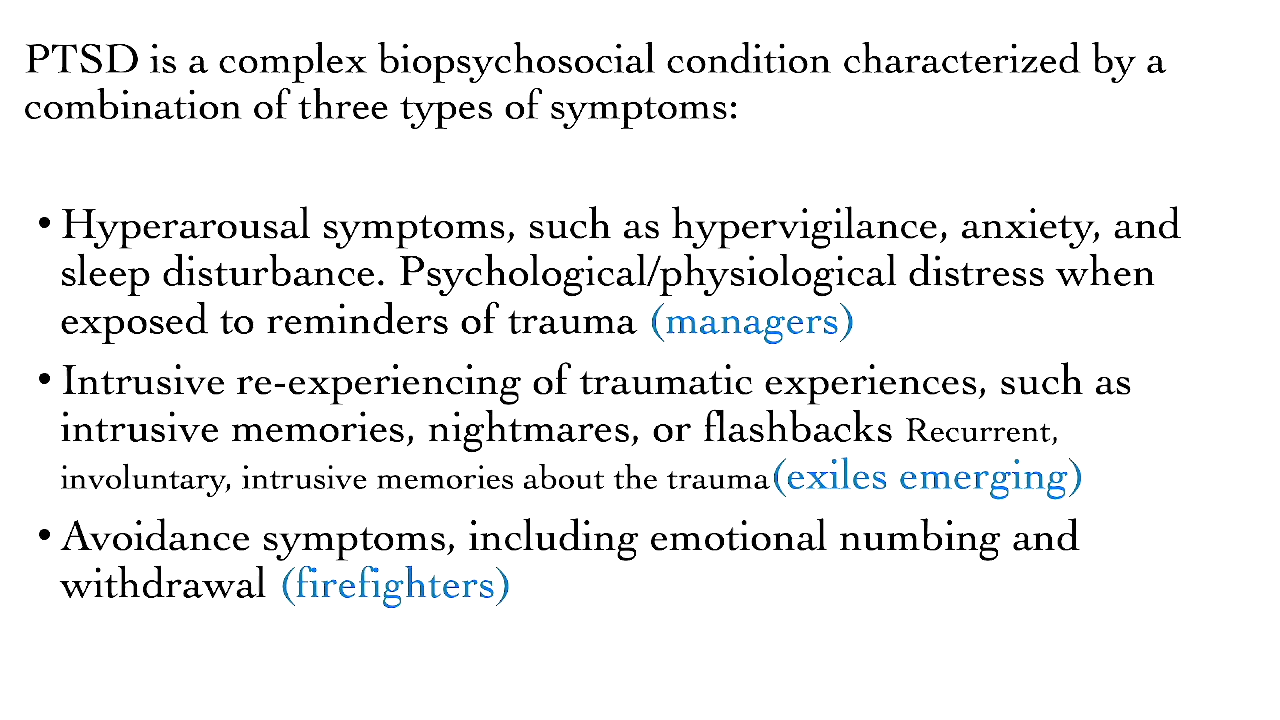 PTSD is a complex biopsychosocial condition characterized by a
combination of three types of symptoms:
• Hyperarousal symptoms, such as hypervigilance, anxiety, and
sleep disturbance. Psychological/physiological distress when
exposed to reminders of trauma (managers)
• Intrusive re-experiencing of traumatic experiences, such as
intrusive memories, nightmares, or flashbacks Recurrent,
involuntary, intrusive memories about the trauma(exiles emerging)
• Avoidance symptoms, including emotional numbing and
withdrawal (firefighters)